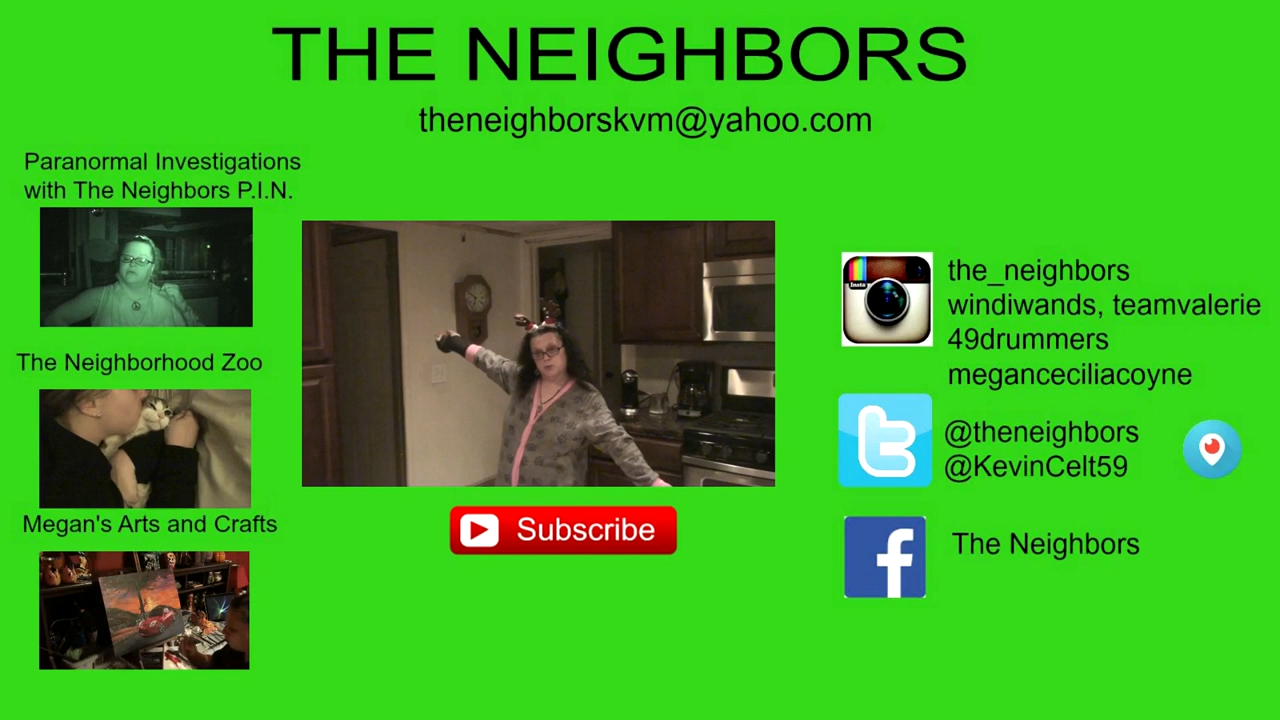 THE NEIGHBORS
theneighborskvm@yahoo.com
Paranormal Investigations
with The Neighbors P.I.N.
The Neighborhood Zoo
Megan's Arts and Crafts
Subscribe
Insta
the_neighbors
windiwands, teamvalerie
49drummers
meganceciliacoyne
@theneighbors
@KevinCelt59
The Neighbors